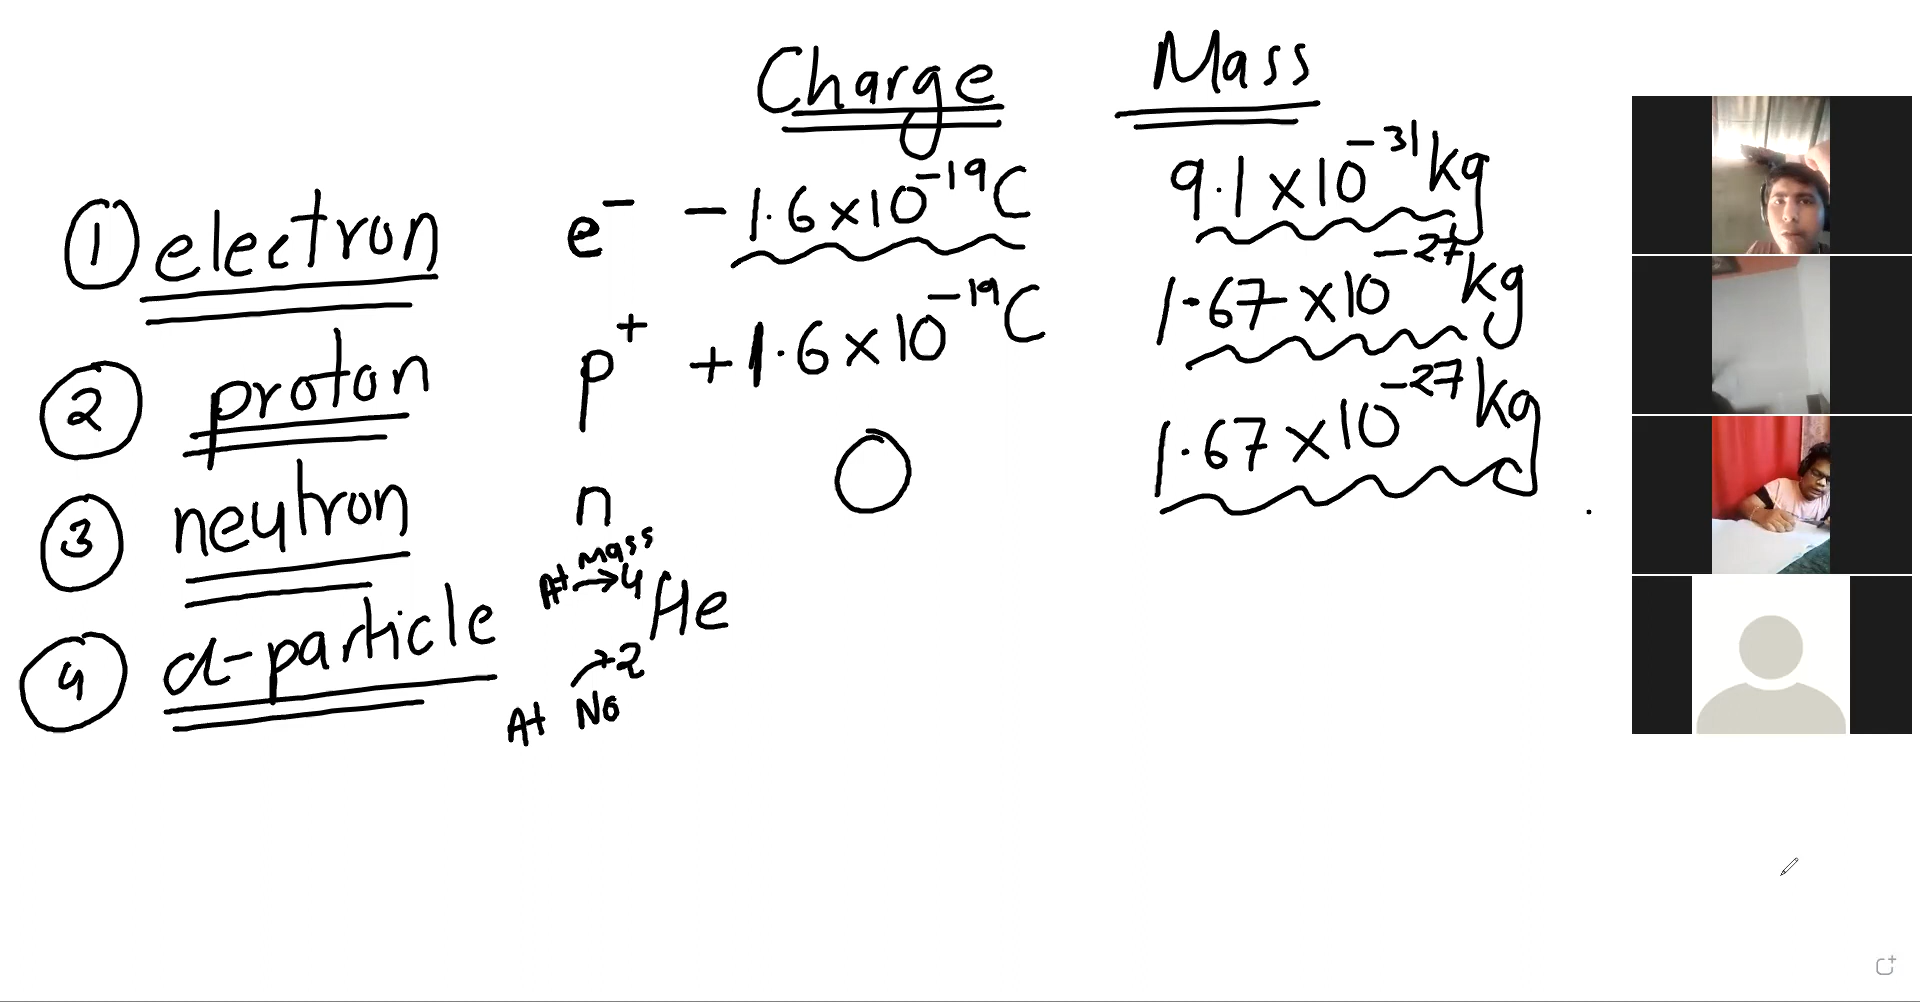 Charge Mass
① electron e⁻ −1.6×10⁻¹⁹C 9.1×10⁻³¹kg
② proton p⁺ +1.6×10⁻¹⁹C 1.67×10⁻²⁷kg
③ neutron n 0 1.67×10⁻²⁷kg
At mass → 4
④ α-particle He
At No → 2